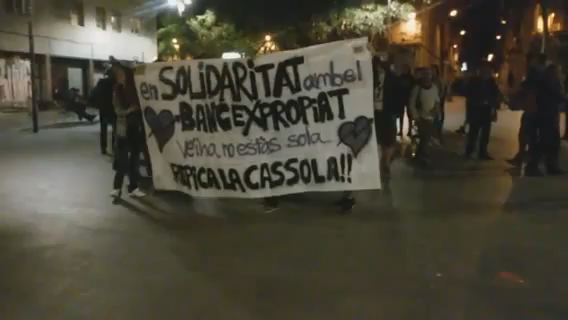 en SOLIDARITAT amb el
BANC EXPROPIAT
Veïna, no estàs sola...
PICA LA CASSOLA!!